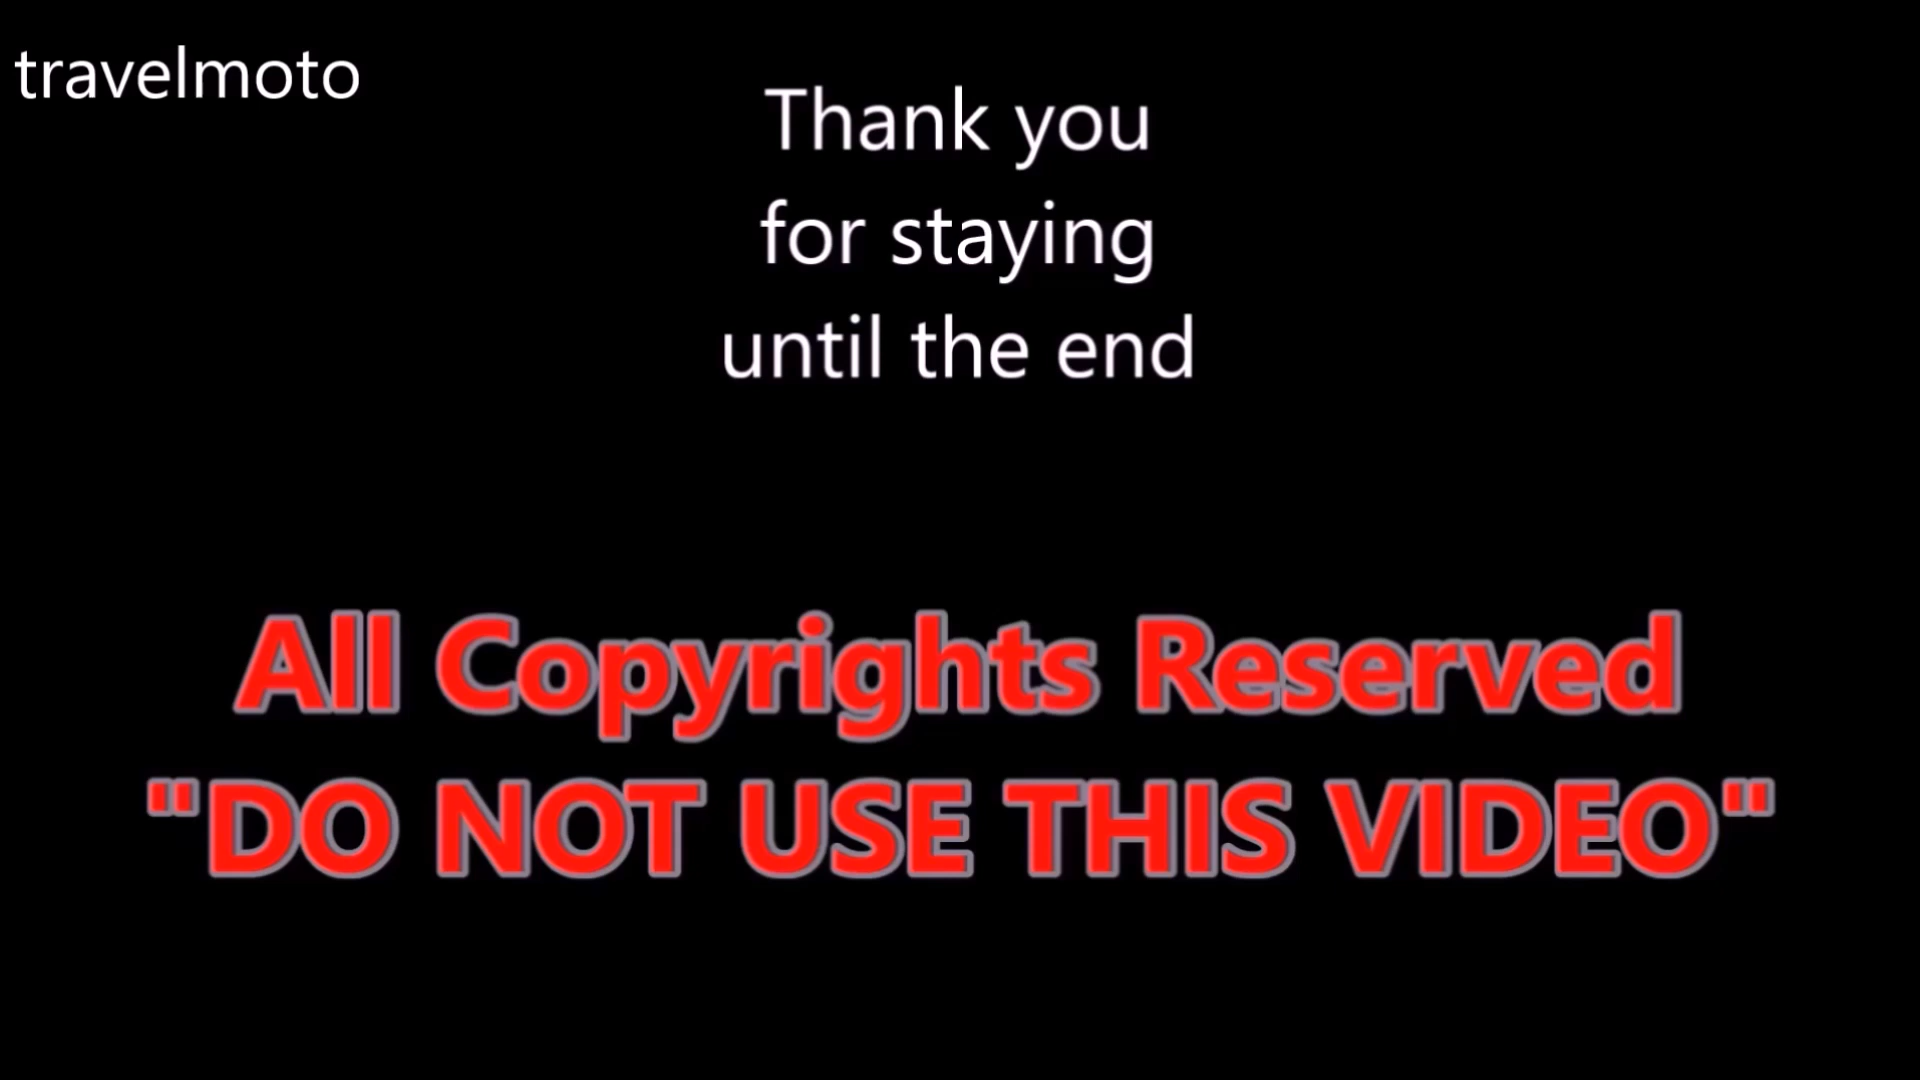 travelmoto
Thank you
for staying
until the end
All Copyrights Reserved
"DO NOT USE THIS VIDEO"